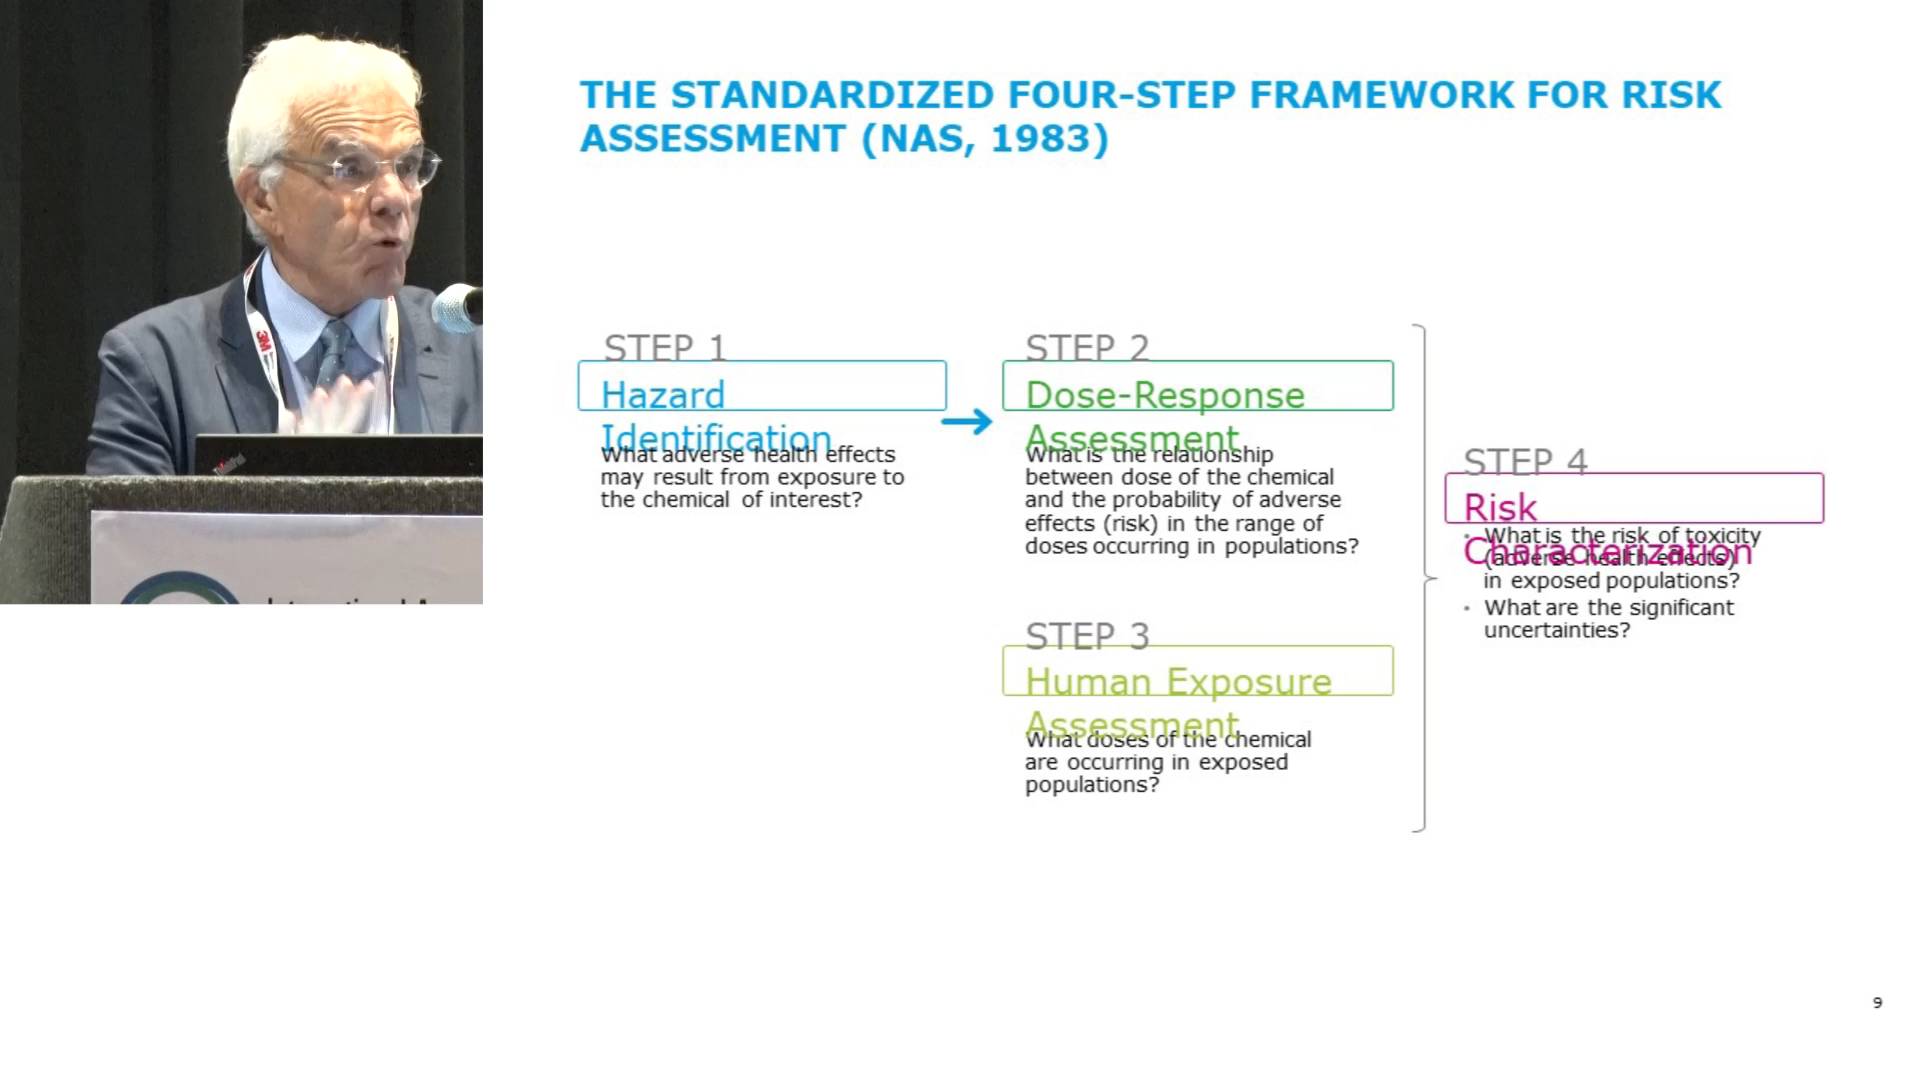 THE STANDARDIZED FOUR-STEP FRAMEWORK FOR RISK
ASSESSMENT (NAS, 1983)
STEP 1
Hazard
Identification
What adverse health effects
may result from exposure to
the chemical of interest?
STEP 2
Dose-Response
Assessment
What is the relationship
between dose of the chemical
and the probability of adverse
effects (risk) in the range of
doses occurring in populations?
STEP 3
Human Exposure
Assessment
What doses of the chemical
are occurring in exposed
populations?
STEP 4
Risk
Characterization
• What is the risk of toxicity
(adverse health effects)
in exposed populations?
• What are the significant
uncertainties?
9
3M
ThinkPad